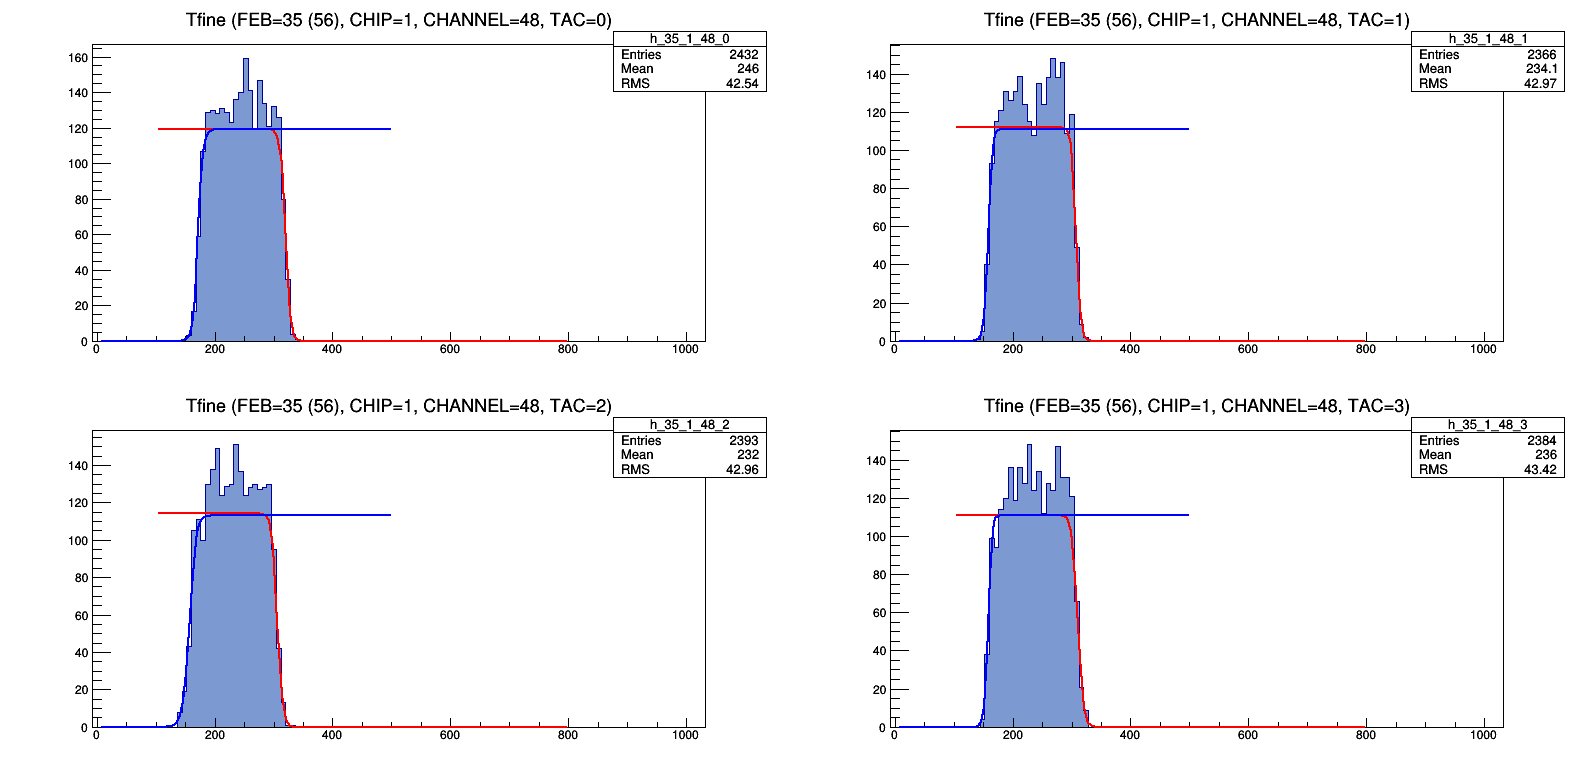 Tfine (FEB=35 (56), CHIP=1, CHANNEL=48, TAC=0)
h_35_1_48_0
Entries 2432
Mean 246
RMS 42.54
160
140
120
100
80
60
40
20
0
0 200 400 600 800 1000
Tfine (FEB=35 (56), CHIP=1, CHANNEL=48, TAC=1)
h_35_1_48_1
Entries 2366
Mean 234.1
RMS 42.97
140
120
100
80
60
40
20
0
0 200 400 600 800 1000
Tfine (FEB=35 (56), CHIP=1, CHANNEL=48, TAC=2)
h_35_1_48_2
Entries 2393
Mean 232
RMS 42.96
140
120
100
80
60
40
20
0
0 200 400 600 800 1000
Tfine (FEB=35 (56), CHIP=1, CHANNEL=48, TAC=3)
h_35_1_48_3
Entries 2384
Mean 236
RMS 43.42
140
120
100
80
60
40
20
0
0 200 400 600 800 1000